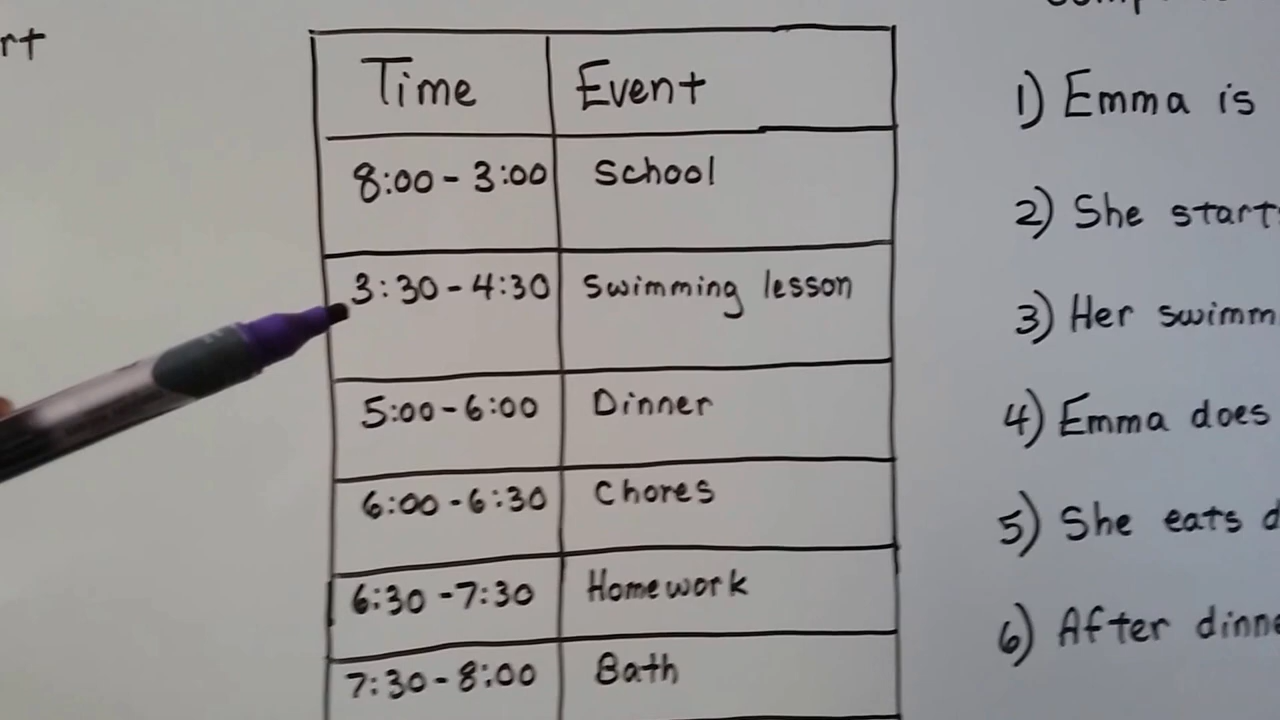 rt
Time Event
8:00 - 3:00 School
3:30 - 4:30 Swimming lesson
5:00 - 6:00 Dinner
6:00 - 6:30 Chores
6:30 - 7:30 Homework
7:30 - 8:00 Bath
1) Emma is
2) She start
3) Her swimm
4) Emma does
5) She eats d
6) After dinne